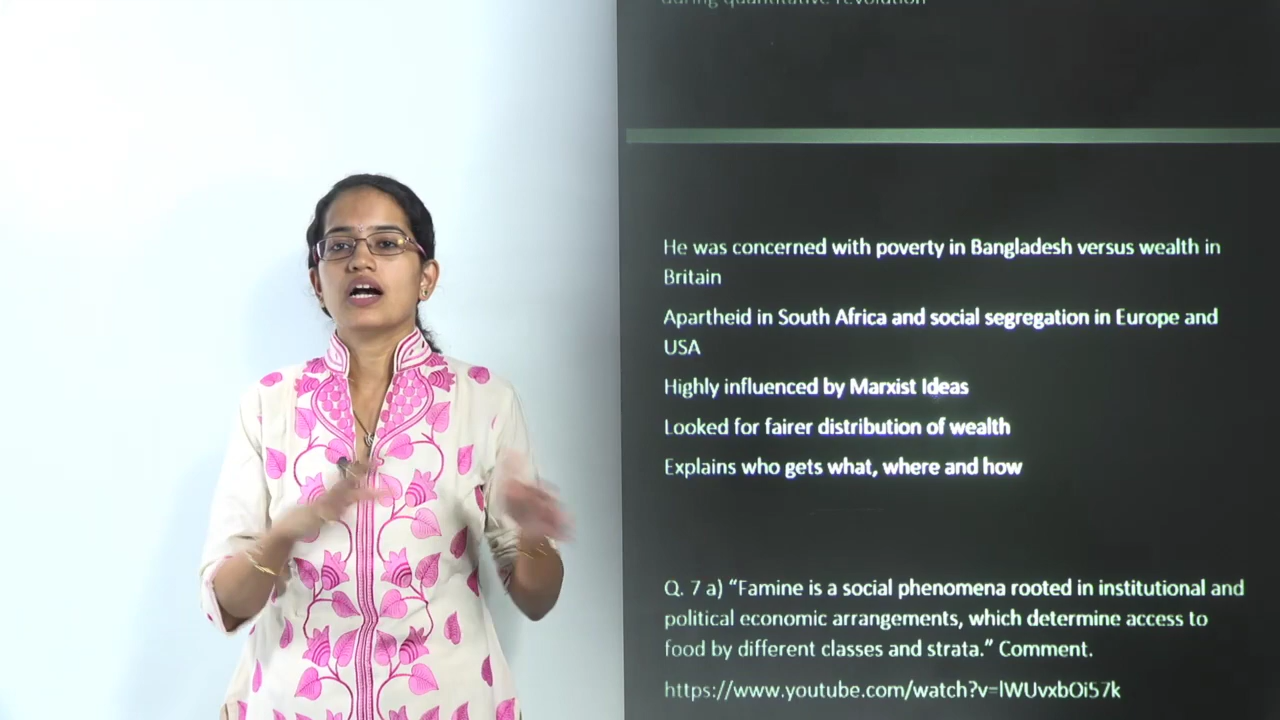 during quantitative revolution
He was concerned with poverty in Bangladesh versus wealth in
Britain
Apartheid in South Africa and social segregation in Europe and
USA
Highly influenced by Marxist Ideas
Looked for fairer distribution of wealth
Explains who gets what, where and how
Q. 7 a) “Famine is a social phenomena rooted in institutional and
political economic arrangements, which determine access to
food by different classes and strata.” Comment.
https://www.youtube.com/watch?v=lWUvxbOi57k